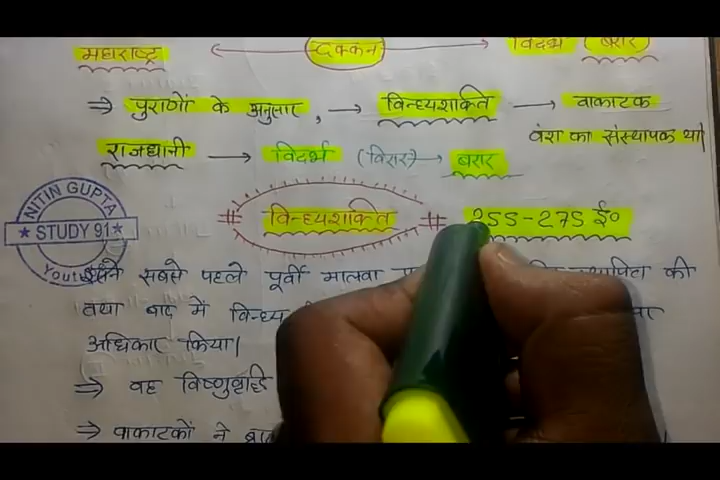 महाराष्ट्र ← दक्कन → विदर्भ (बरार)
⇒ पुराणों के अनुसार, → विन्ध्यशक्ति → वाकाटक
वंश का संस्थापक था|
राजधानी → विदर्भ (विरार) → बरार
विन्ध्यशक्ति 255-275 ई०
NITIN GUPTA
★ STUDY 91 ★
Youtube
सबसे पहले पूर्वी मालवा की
तथा बाद में विन्ध्य
अधिकार किया|
⇒ वह
⇒ वाकाटकों ने